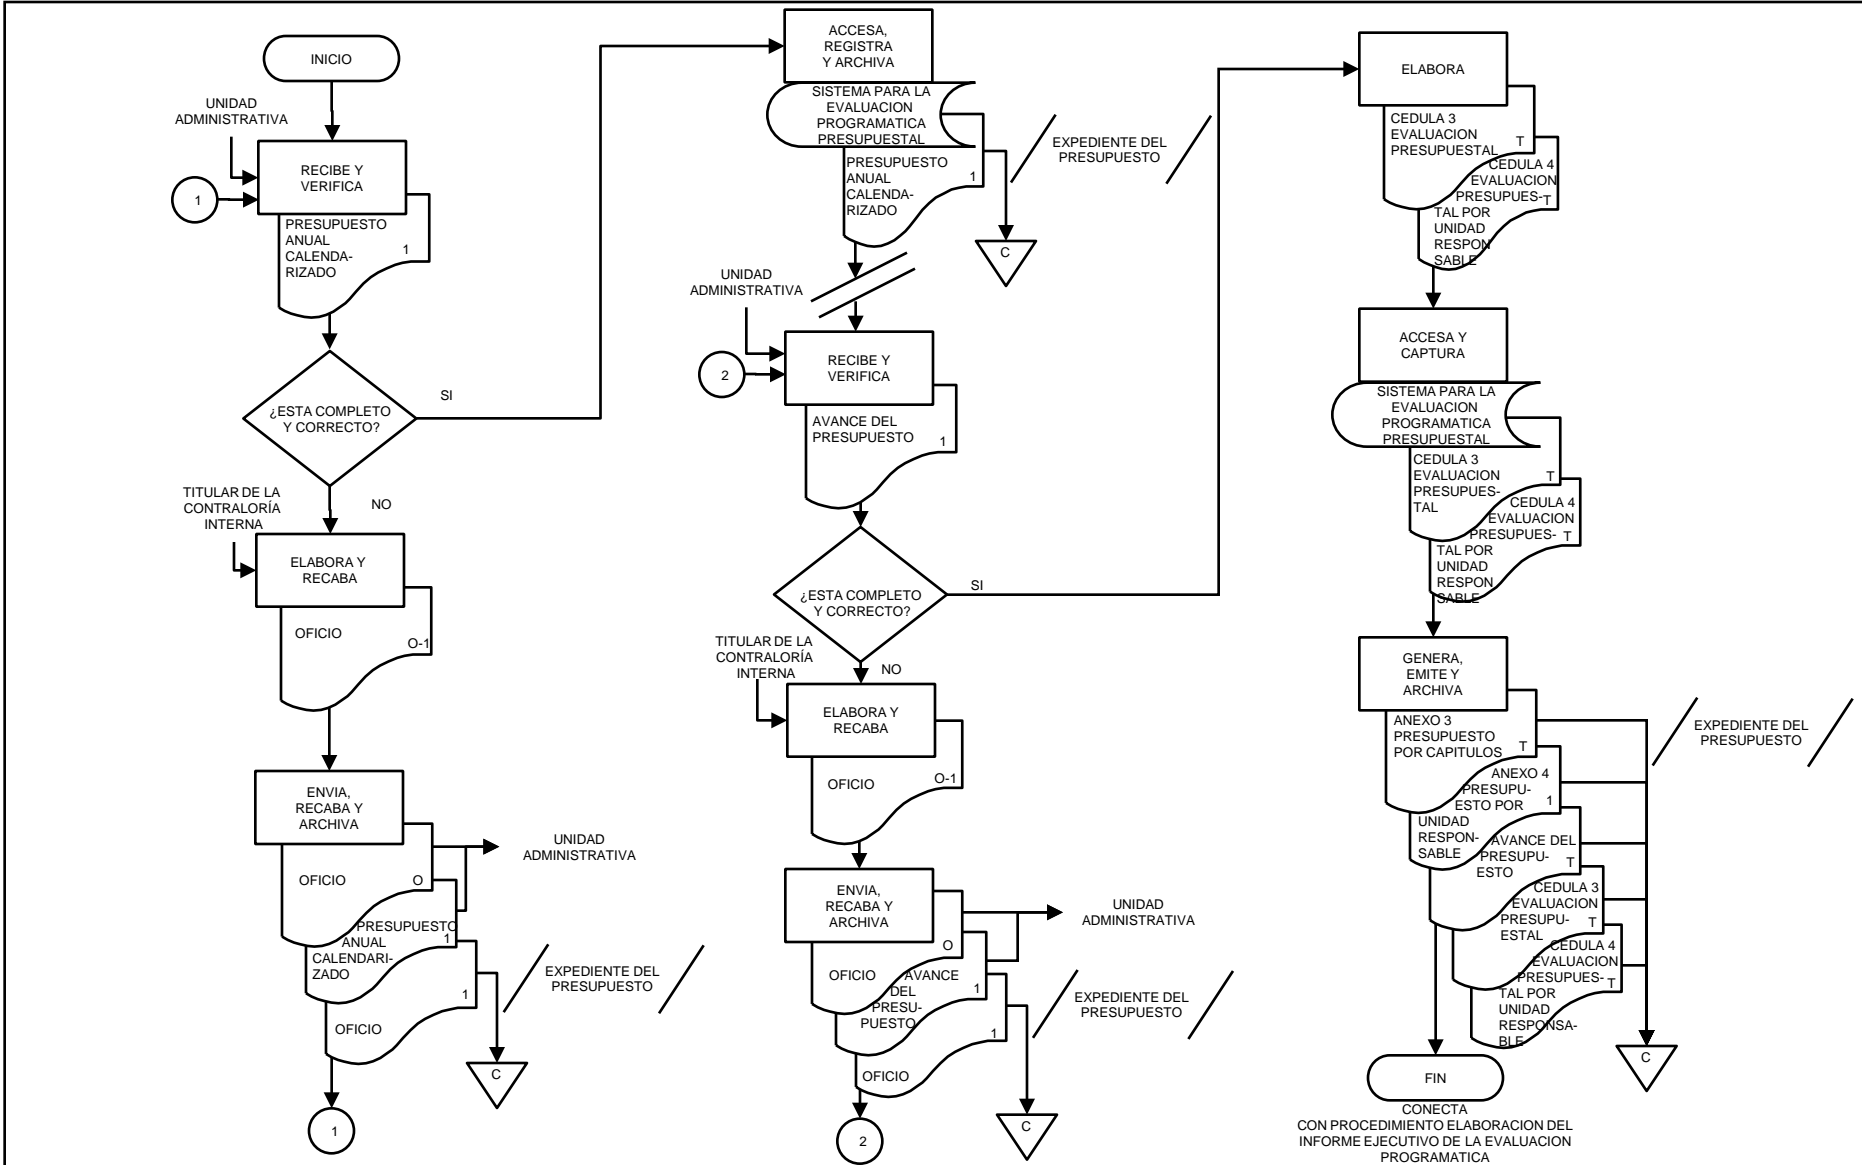 INICIO
UNIDAD
ADMINISTRATIVA
RECIBE Y
VERIFICA
1
PRESUPUESTO
ANUAL
CALENDA-
RIZADO
1
¿ESTA COMPLETO
Y CORRECTO?
SI
NO
TITULAR DE LA
CONTRALORÍA
INTERNA
ELABORA Y
RECABA
OFICIO
O-1
ENVIA,
RECABA Y
ARCHIVA
OFICIO
O
UNIDAD
ADMINISTRATIVA
PRESUPUESTO
ANUAL
CALENDARI-
ZADO
1
OFICIO
1
EXPEDIENTE DEL
PRESUPUESTO
C
1
ACCESA,
REGISTRA
Y ARCHIVA
SISTEMA PARA LA
EVALUACION
PROGRAMATICA
PRESUPUESTAL
PRESUPUESTO
ANUAL
CALENDA-
RIZADO
1
EXPEDIENTE DEL
PRESUPUESTO
C
UNIDAD
ADMINISTRATIVA
RECIBE Y
VERIFICA
2
AVANCE DEL
PRESUPUESTO
1
¿ESTA COMPLETO
Y CORRECTO?
SI
NO
TITULAR DE LA
CONTRALORÍA
INTERNA
ELABORA Y
RECABA
OFICIO
O-1
ENVIA,
RECABA Y
ARCHIVA
OFICIO
O
UNIDAD
ADMINISTRATIVA
AVANCE
DEL
PRESU-
PUESTO
1
OFICIO
1
EXPEDIENTE DEL
PRESUPUESTO
C
2
ELABORA
CEDULA 3
EVALUACION
PRESUPUESTAL
T
CEDULA 4
EVALUACION
PRESUPUES-
TAL POR
UNIDAD
RESPON
SABLE
T
ACCESA Y
CAPTURA
SISTEMA PARA LA
EVALUACION
PROGRAMATICA
PRESUPUESTAL
CEDULA 3
EVALUACION
PRESUPUES-
TAL
T
CEDULA 4
EVALUACION
PRESUPUES-
TAL POR
UNIDAD
RESPON
SABLE
T
GENERA,
EMITE Y
ARCHIVA
ANEXO 3
PRESUPUESTO
POR CAPITULOS
T
ANEXO 4
PRESUPU-
ESTO POR
UNIDAD
RESPON-
SABLE
1
AVANCE DEL
PRESUPU-
ESTO
T
CEDULA 3
EVALUACION
PRESUPU-
ESTAL
T
CEDULA 4
EVALUACION
PRESUPUES-
TAL POR
UNIDAD
RESPONSA-
BLE
T
EXPEDIENTE DEL
PRESUPUESTO
C
FIN
CONECTA
CON PROCEDIMIENTO ELABORACION DEL
INFORME EJECUTIVO DE LA EVALUACION
PROGRAMATICA